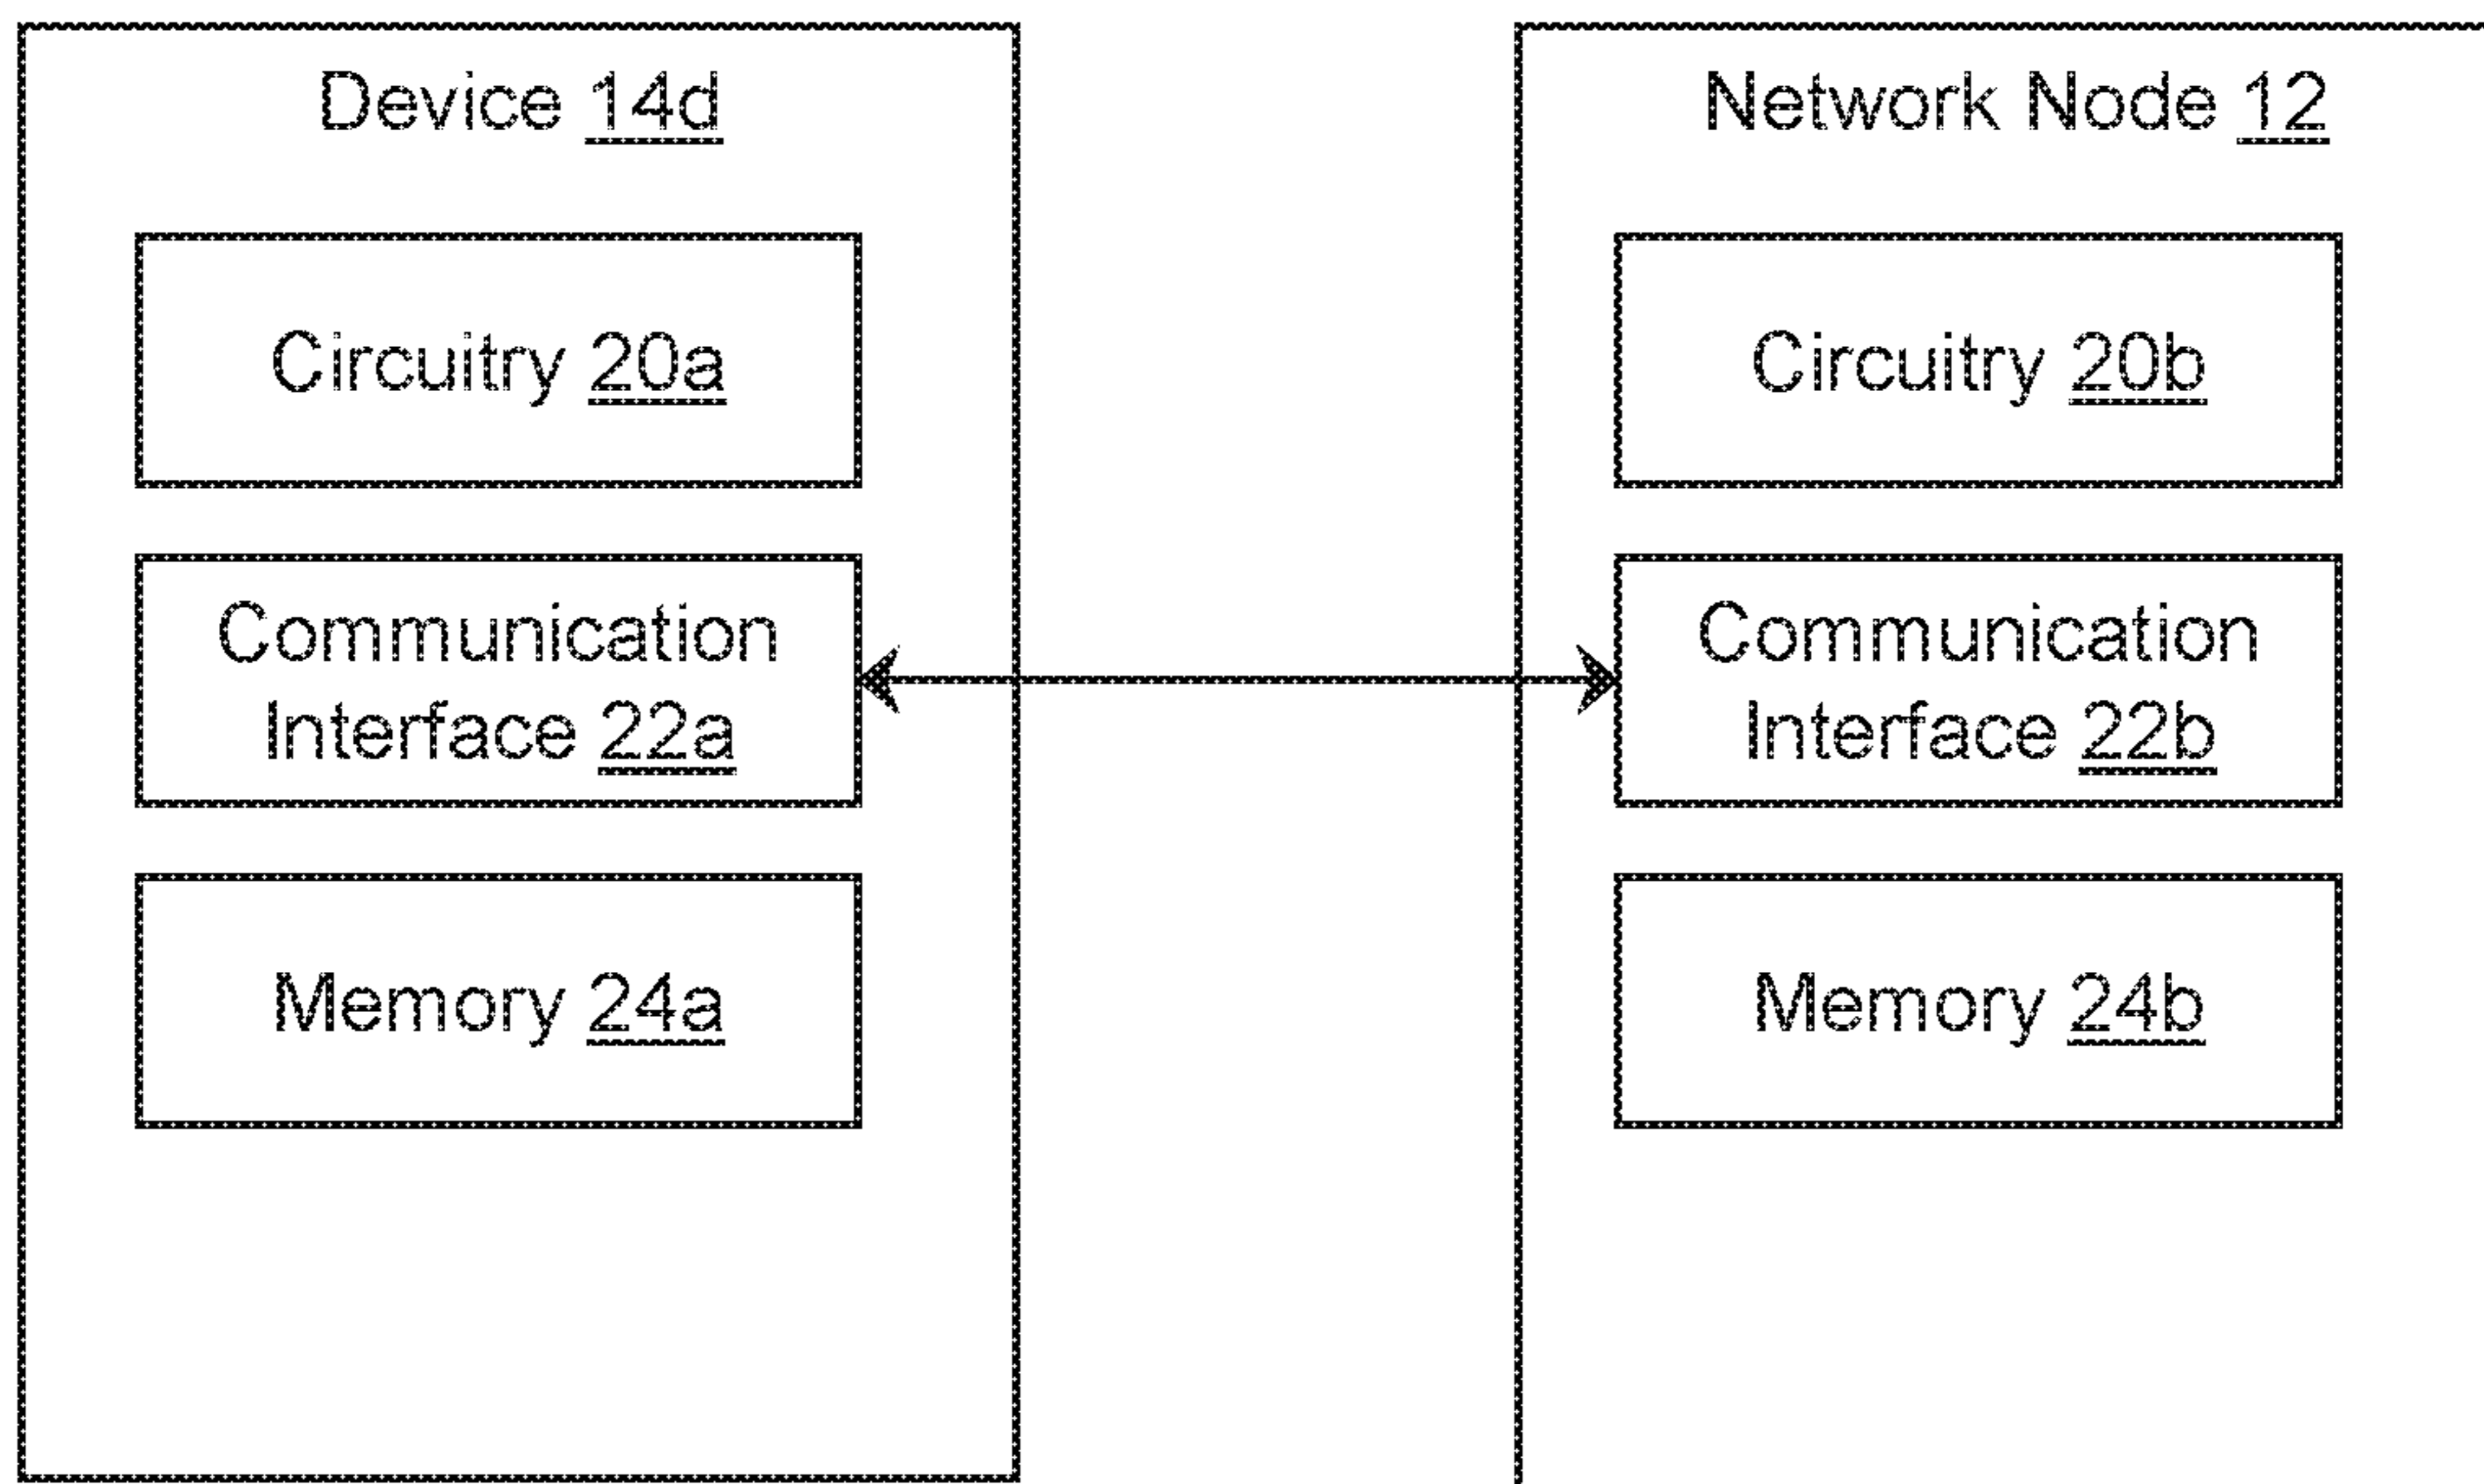 Device 14d
Circuitry 20a
Communication
Interface 22a
Memory 24a
Network Node 12
Circuitry 20b
Communication
Interface 22b
Memory 24b